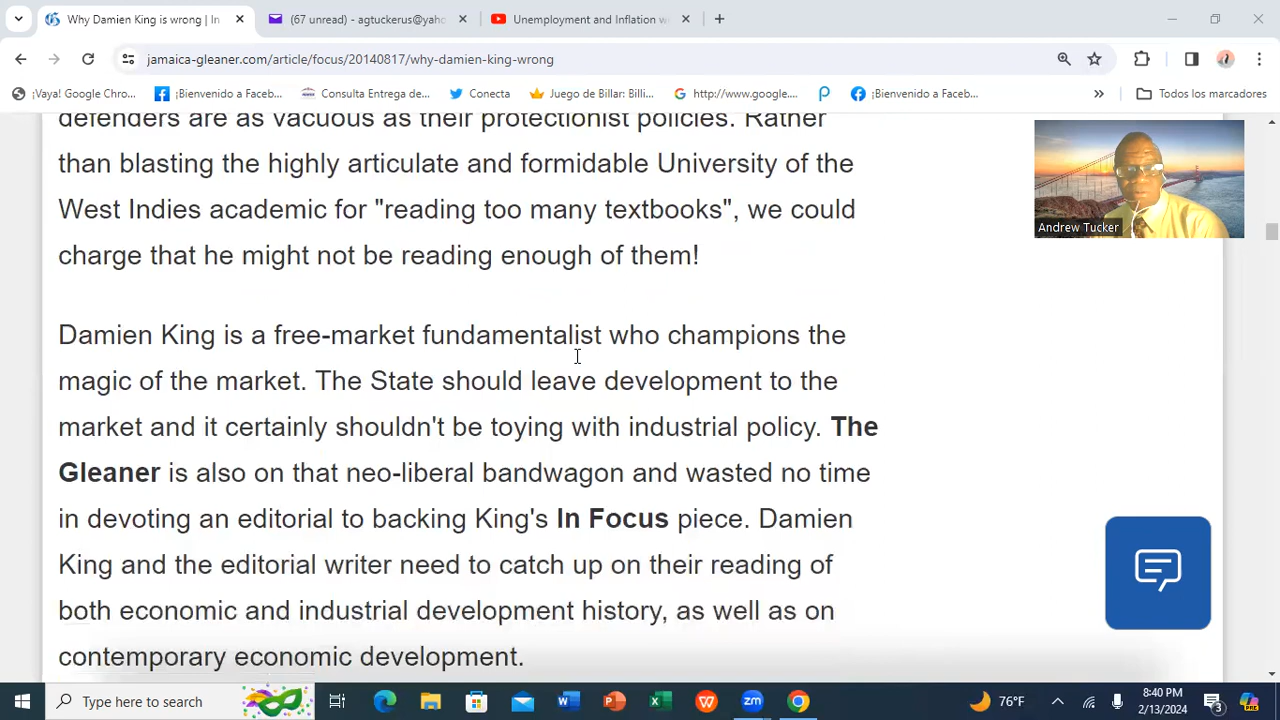 Why Damien King is wrong | In
(67 unread) - agtuckerus@yaho
Unemployment and Inflation w
jamaica-gleaner.com/article/focus/20140817/why-damien-king-wrong
¡Vaya! Google Chro...
¡Bienvenido a Faceb...
Consulta Entrega de...
Conecta
Juego de Billar: Billi...
http://www.google....
¡Bienvenido a Faceb...
»
Todos los marcadores
defenders are as vacuous as their protectionist policies. Rather
than blasting the highly articulate and formidable University of the
West Indies academic for "reading too many textbooks", we could
charge that he might not be reading enough of them!
Andrew Tucker
Damien King is a free-market fundamentalist who champions the
magic of the market. The State should leave development to the
market and it certainly shouldn't be toying with industrial policy. The
Gleaner is also on that neo-liberal bandwagon and wasted no time
in devoting an editorial to backing King's In Focus piece. Damien
King and the editorial writer need to catch up on their reading of
both economic and industrial development history, as well as on
contemporary economic development.
Type here to search
76°F
8:40 PM
2/13/2024
3